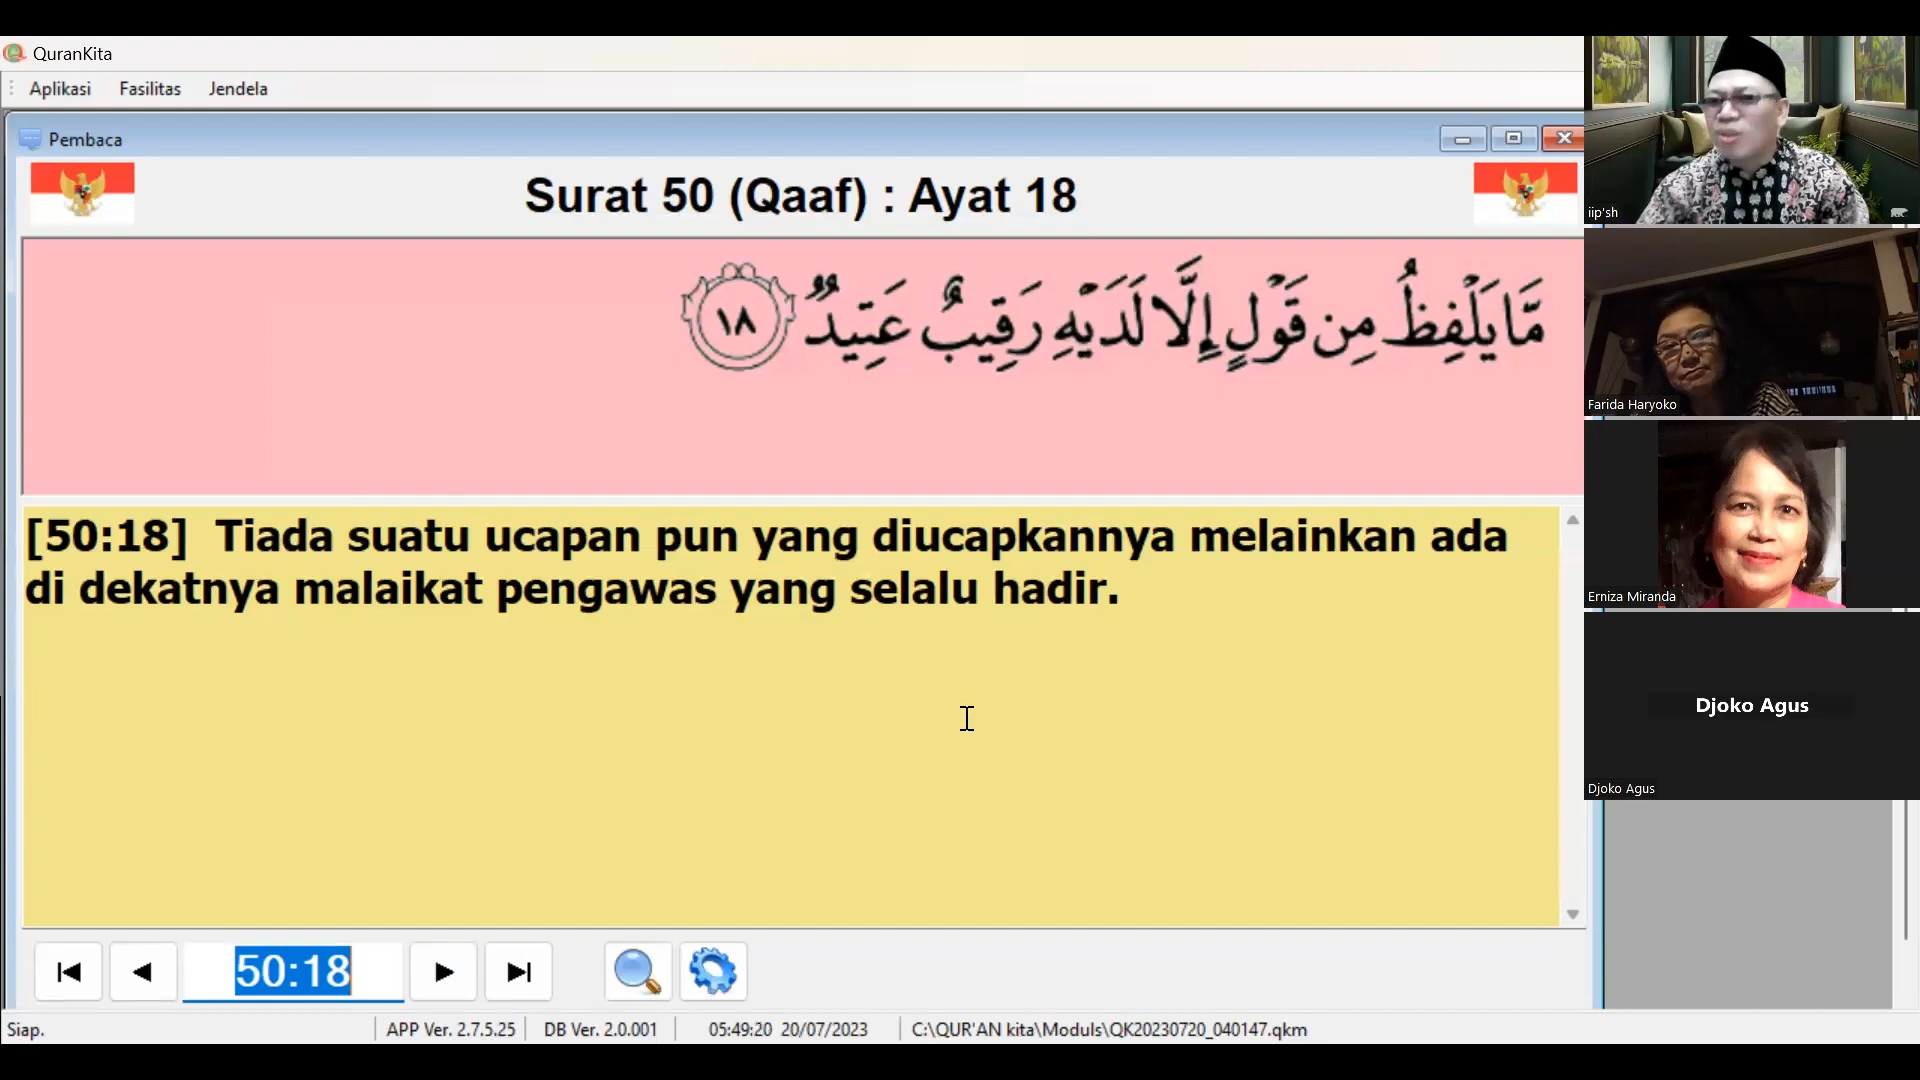 QuranKita
Aplikasi Fasilitas Jendela
Pembaca
Surat 50 (Qaaf) : Ayat 18
مَّا يَلْفِظُ مِن قَوْلٍ إِلَّا لَدَيْهِ رَقِيبٌ عَتِيدٌ ١٨
[50:18] Tiada suatu ucapan pun yang diucapkannya melainkan ada
di dekatnya malaikat pengawas yang selalu hadir.
50:18
Siap. APP Ver. 2.7.5.25 DB Ver. 2.0.001 05:49:20 20/07/2023 C:\QUR'AN kita\Moduls\QK20230720_040147.qkm
iip'sh
Farida Haryoko
Erniza Miranda
Djoko Agus
Djoko Agus